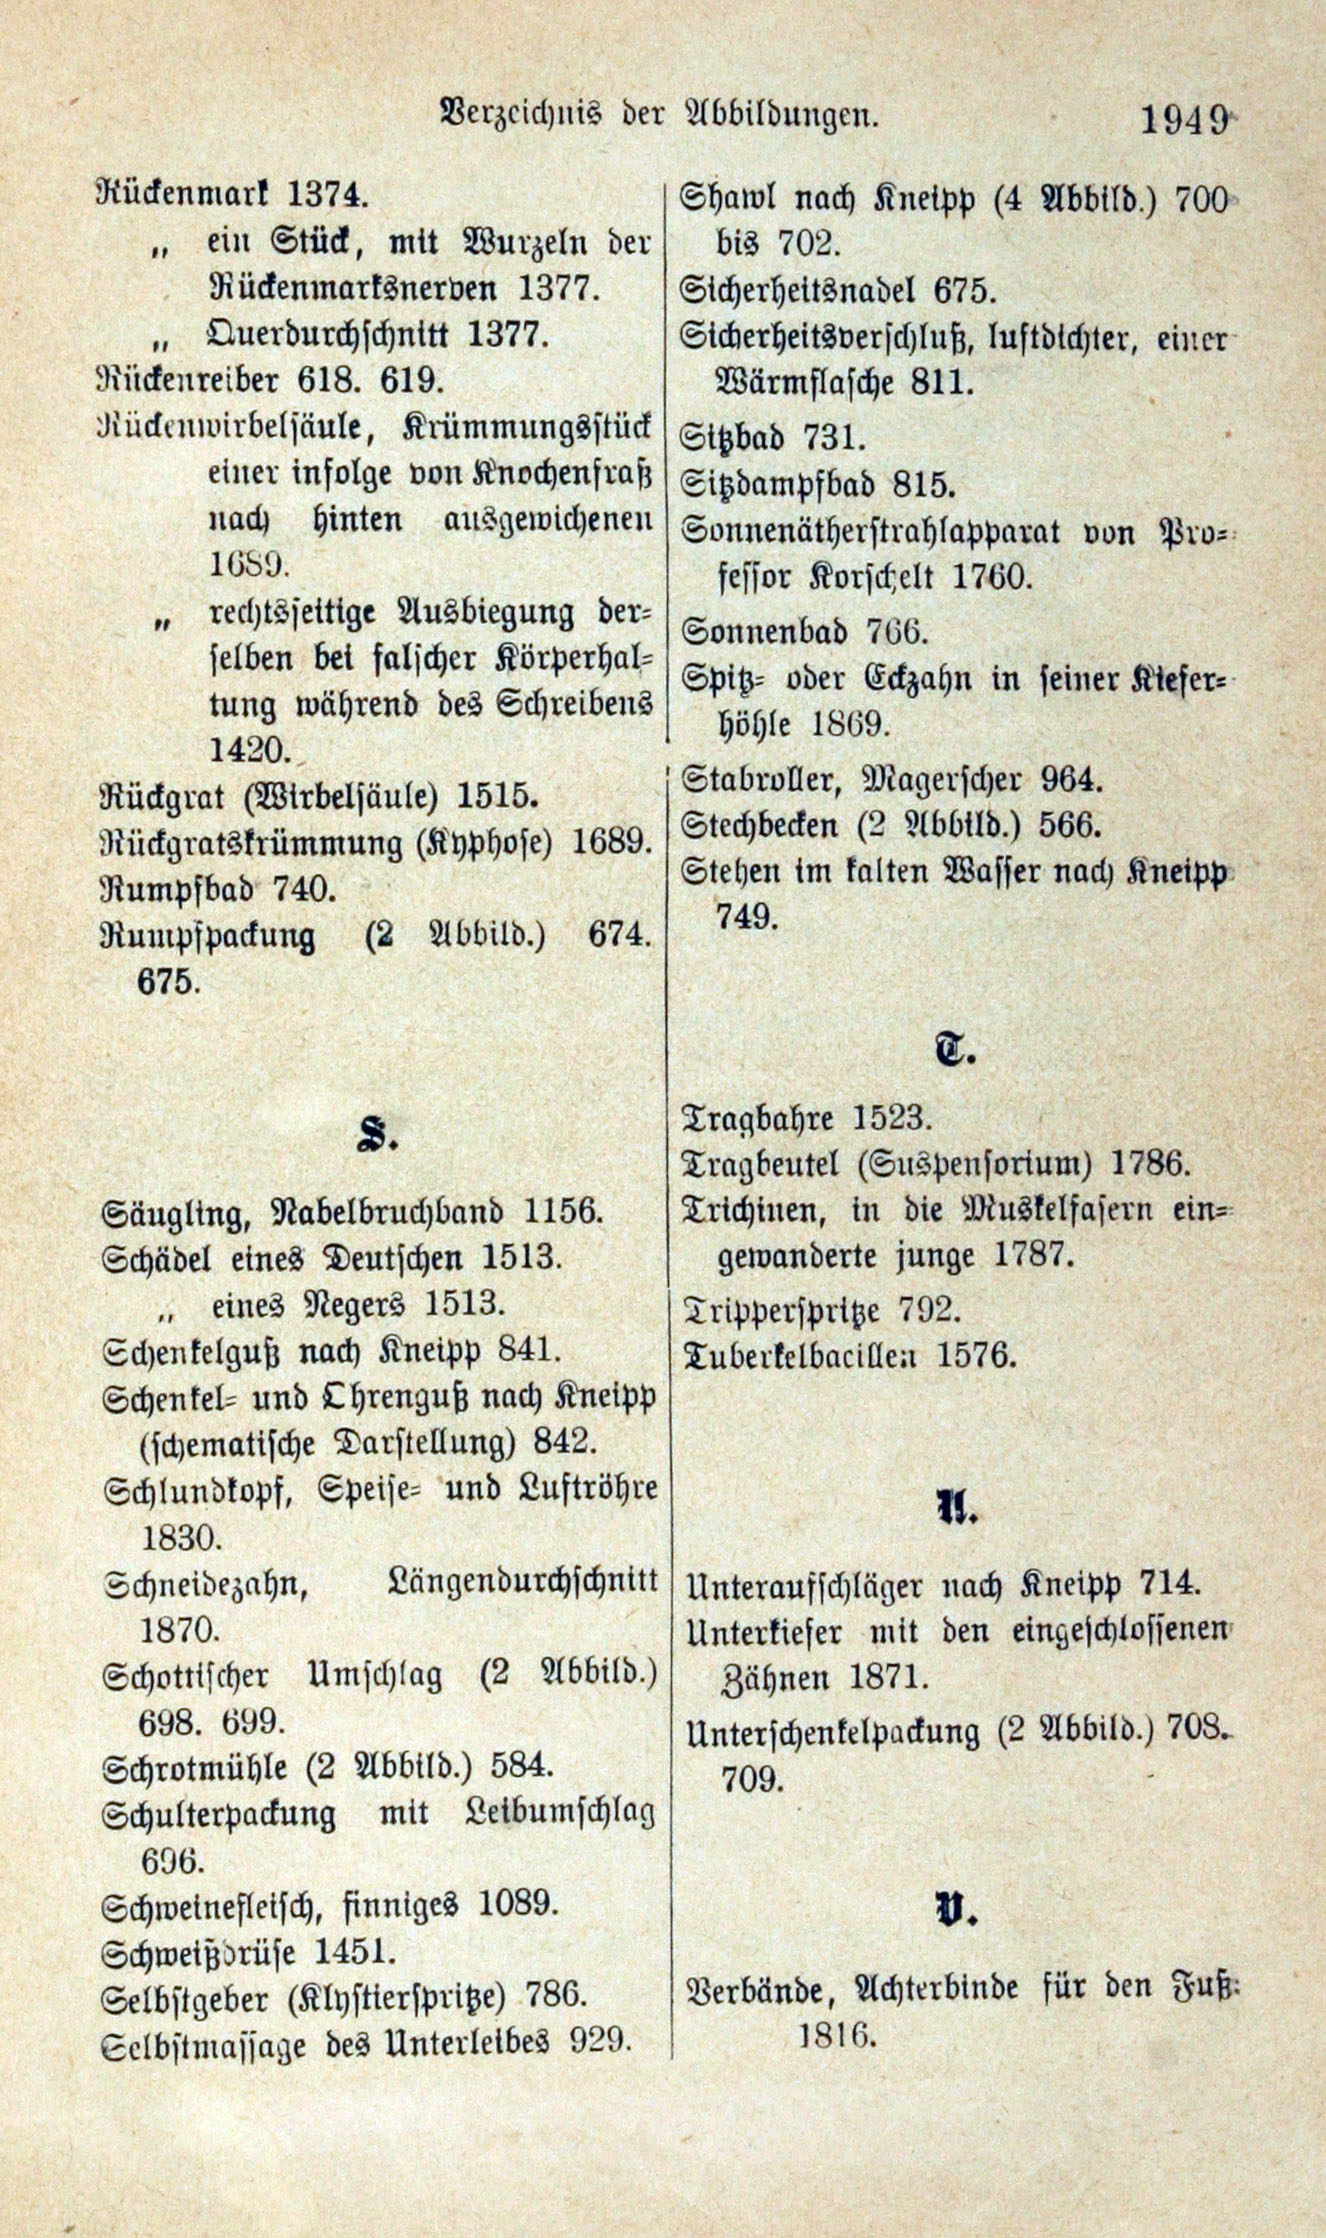 Verzeichnis der Abbildungen. 1949
Rückenmark 1374.
„ ein Stück, mit Wurzeln der
Rückenmarksnerven 1377.
„ Querdurchschnitt 1377.
Rückenreiber 618. 619.
Rückenwirbelsäule, Krümmungsstück
einer infolge von Knochenfraß
nach hinten ausgewichenen
1689.
„ rechtsseitige Ausbiegung der-
selben bei falscher Körperhal-
tung während des Schreibens
1420.
Rückgrat (Wirbelsäule) 1515.
Rückgratskrümmung (Kyphose) 1689.
Rumpfbad 740.
Rumpfpackung (2 Abbild.) 674.
675.
S.
Säugling, Nabelbruchband 1156.
Schädel eines Deutschen 1513.
„ eines Negers 1513.
Schenkelguß nach Kneipp 841.
Schenkel- und Ohrenguß nach Kneipp
(schematische Darstellung) 842.
Schlundkopf, Speise- und Luftröhre
1830.
Schneidezahn, Längendurchschnitt
1870.
Schottischer Umschlag (2 Abbild.)
698. 699.
Schrotmühle (2 Abbild.) 584.
Schulterpackung mit Leibumschlag
696.
Schweinefleisch, finniges 1089.
Schweißdrüse 1451.
Selbstgeber (Klystierspritze) 786.
Selbstmassage des Unterleibes 929.
Shawl nach Kneipp (4 Abbild.) 700
bis 702.
Sicherheitsnadel 675.
Sicherheitsverschluß, luftdichter, einer
Wärmflasche 811.
Sitzbad 731.
Sitzdampfbad 815.
Sonnenätherstrahlapparat von Pro-
fessor Korschelt 1760.
Sonnenbad 766.
Spitz- oder Eckzahn in seiner Kiefer-
höhle 1869.
Stabroller, Magerscher 964.
Stechbecken (2 Abbild.) 566.
Stehen im kalten Wasser nach Kneipp
749.
T.
Tragbahre 1523.
Tragbeutel (Suspensorium) 1786.
Trichinen, in die Muskelfasern ein-
gewanderte junge 1787.
Tripperspritze 792.
Tuberkelbacillen 1576.
U.
Unteraufschläger nach Kneipp 714.
Unterkiefer mit den eingeschlossenen
Zähnen 1871.
Unterschenkelpackung (2 Abbild.) 708.
709.
V.
Verbände, Achterbinde für den Fuß
1816.